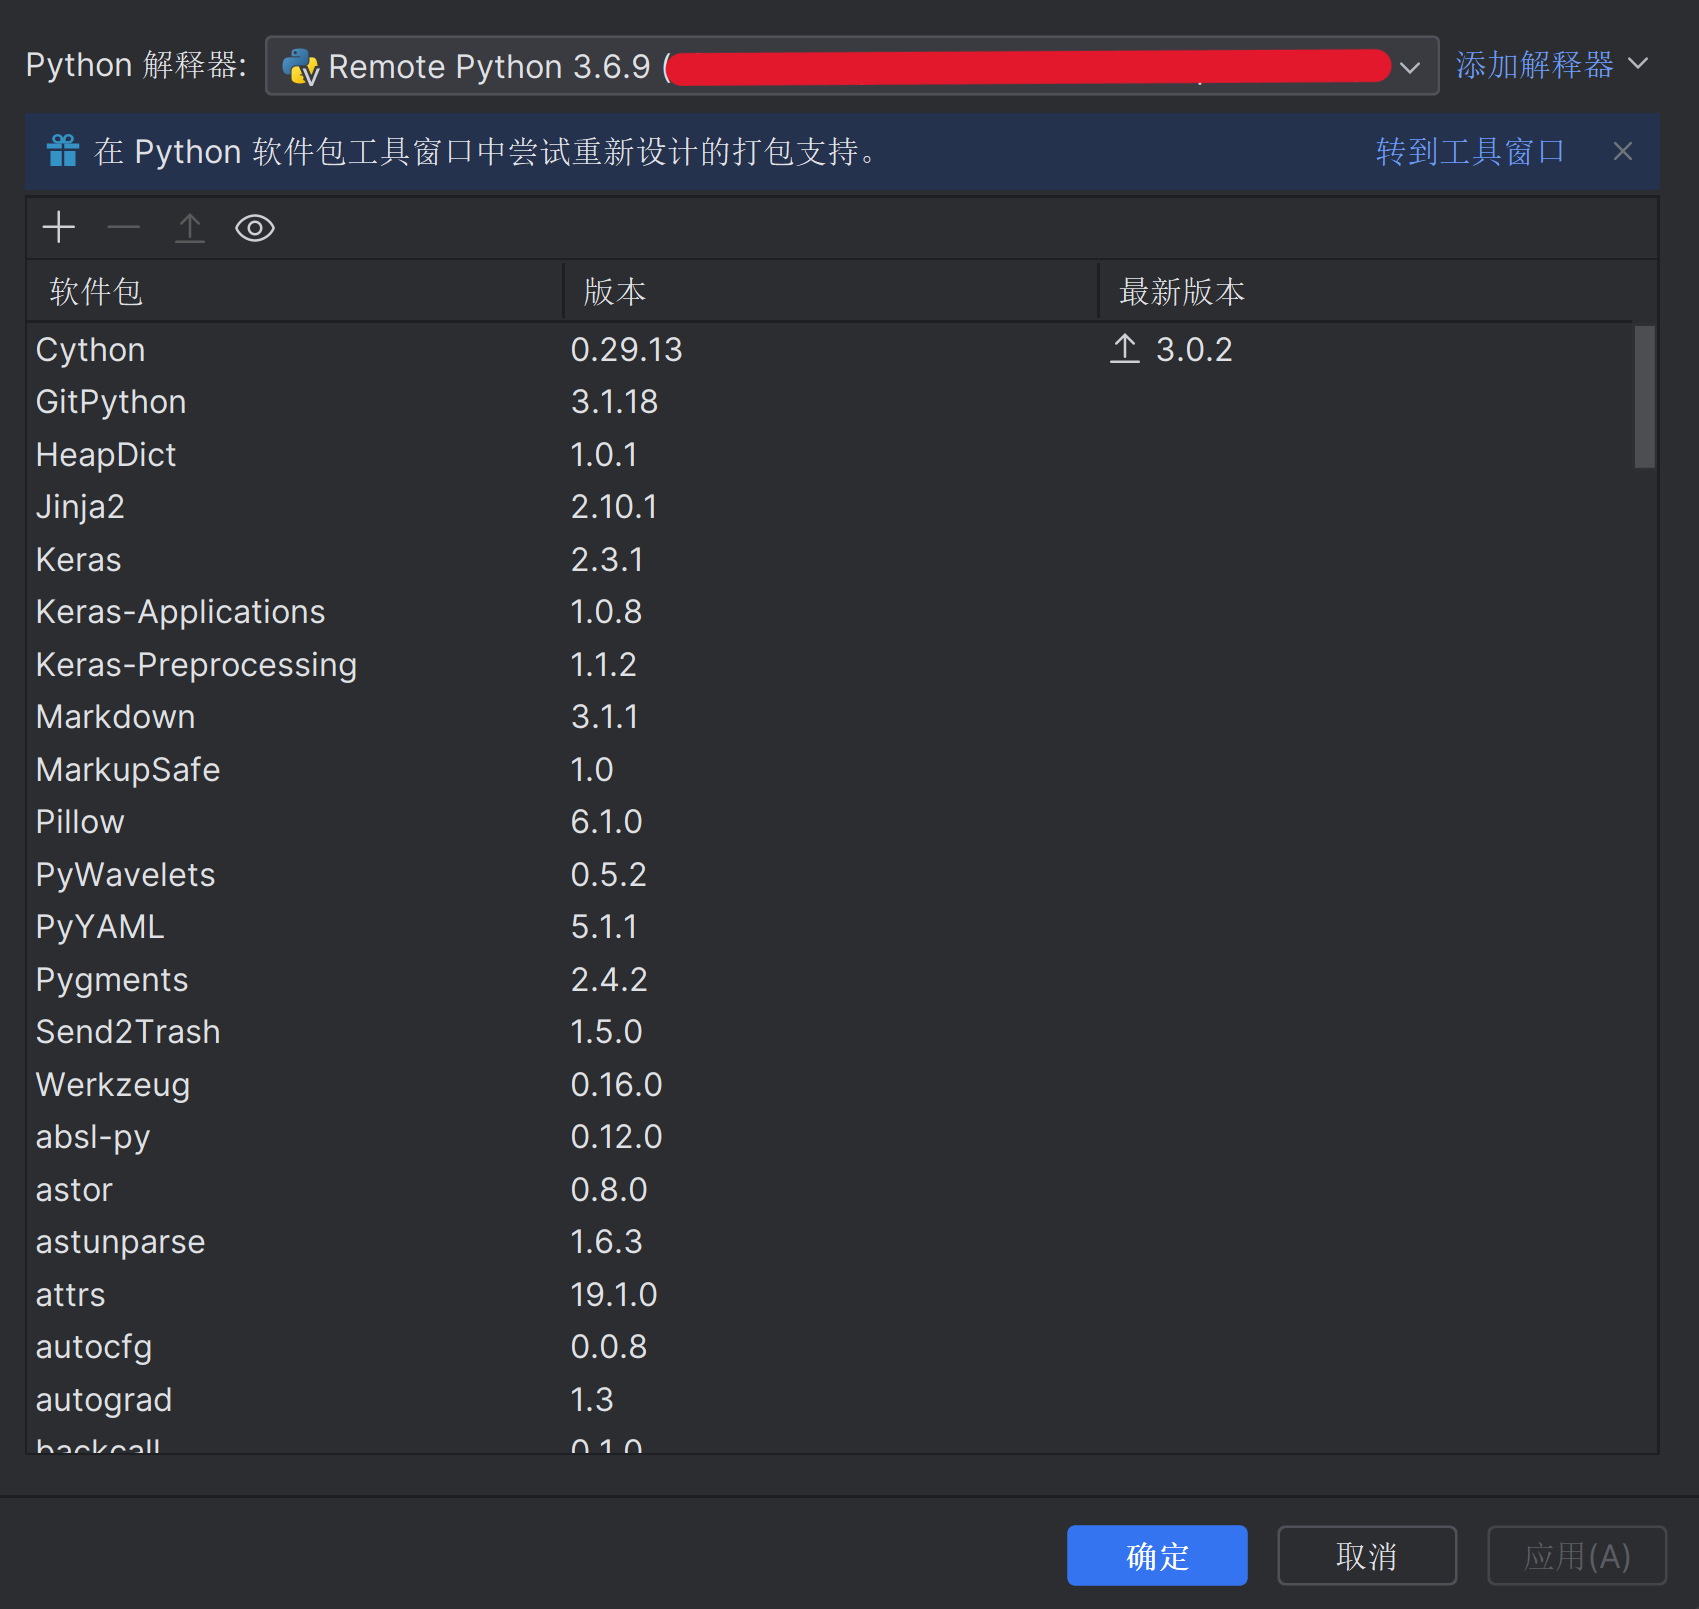 Python 解释器: Remote Python 3.6.9 ( 添加解释器
在 Python 软件包工具窗口中尝试重新设计的打包支持。 转到工具窗口
软件包 版本 最新版本
Cython 0.29.13 3.0.2
GitPython 3.1.18
HeapDict 1.0.1
Jinja2 2.10.1
Keras 2.3.1
Keras-Applications 1.0.8
Keras-Preprocessing 1.1.2
Markdown 3.1.1
MarkupSafe 1.0
Pillow 6.1.0
PyWavelets 0.5.2
PyYAML 5.1.1
Pygments 2.4.2
Send2Trash 1.5.0
Werkzeug 0.16.0
absl-py 0.12.0
astor 0.8.0
astunparse 1.6.3
attrs 19.1.0
autocfg 0.0.8
autograd 1.3
backcall 0.1.0
确定 取消 应用(A)